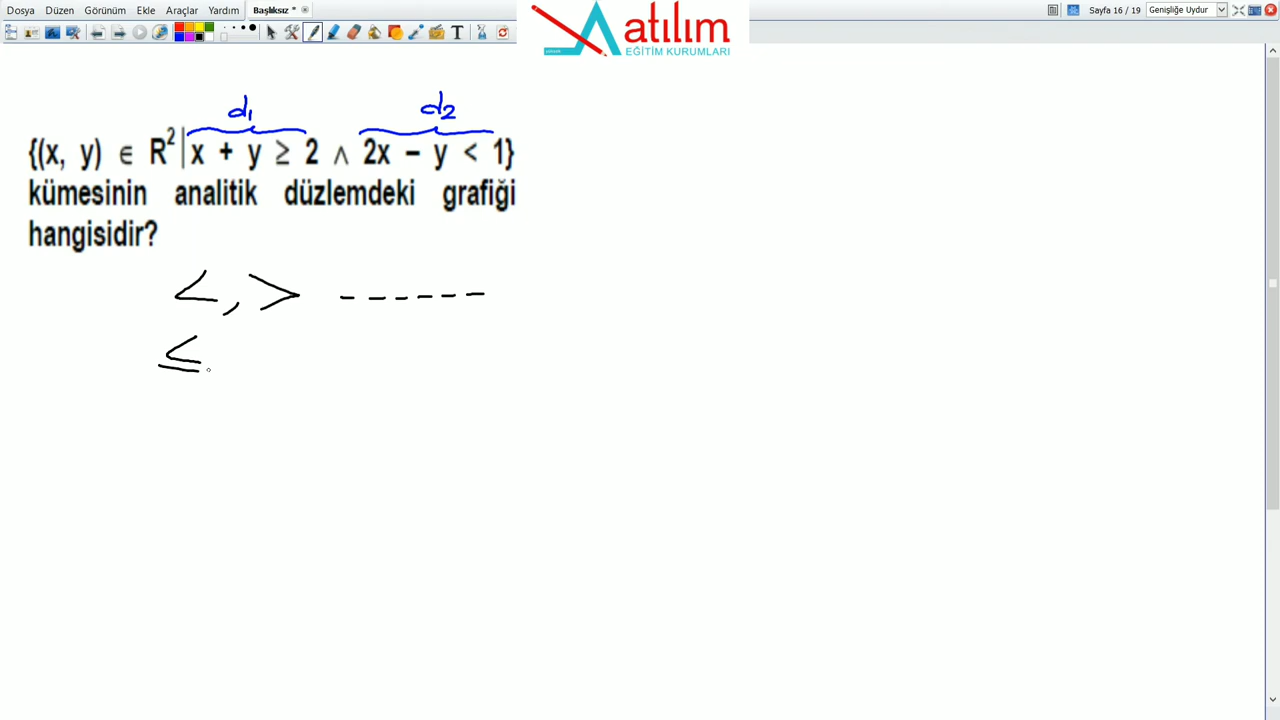 Dosya Düzen Görünüm Ekle Araçlar Yardım Başlıksız * Sayfa 16 / 19 Genişliğe Uydur
atılım
EĞİTİM KURUMLARI
d1 d2
{(x, y) ∈ R² | x + y ≥ 2 ∧ 2x − y < 1}
kümesinin analitik düzlemdeki grafiği
hangisidir?
< , > - - - - - -
≤